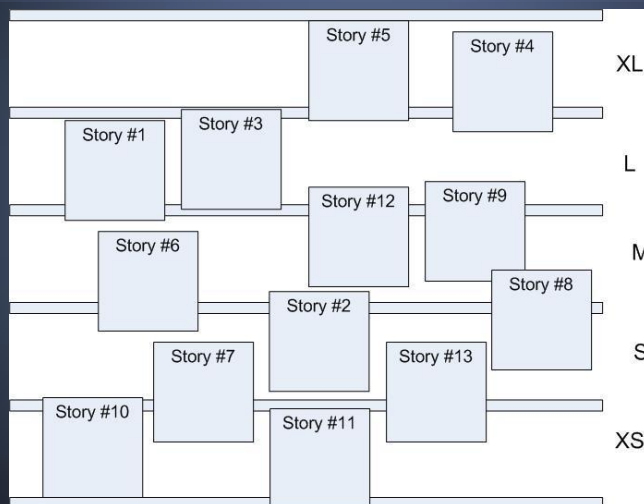 Story #5
Story #4
XL
Story #1
Story #3
L
Story #12
Story #9
M
Story #6
Story #8
Story #2
S
Story #7
Story #13
Story #10
Story #11
XS